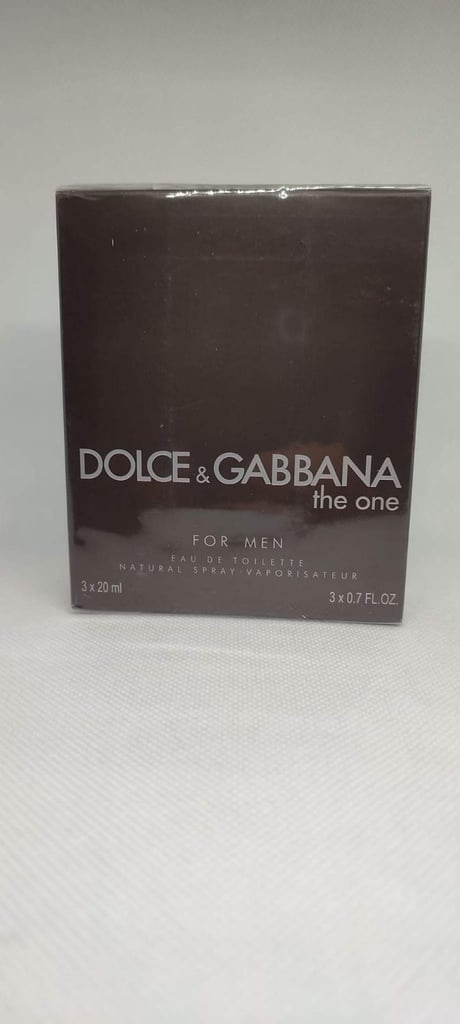 DOLCE & GABBANA
the one
FOR MEN
EAU DE TOILETTE
NATURAL SPRAY-VAPORISATEUR
3 x 20 ml
3 x 0.7 FL.OZ.